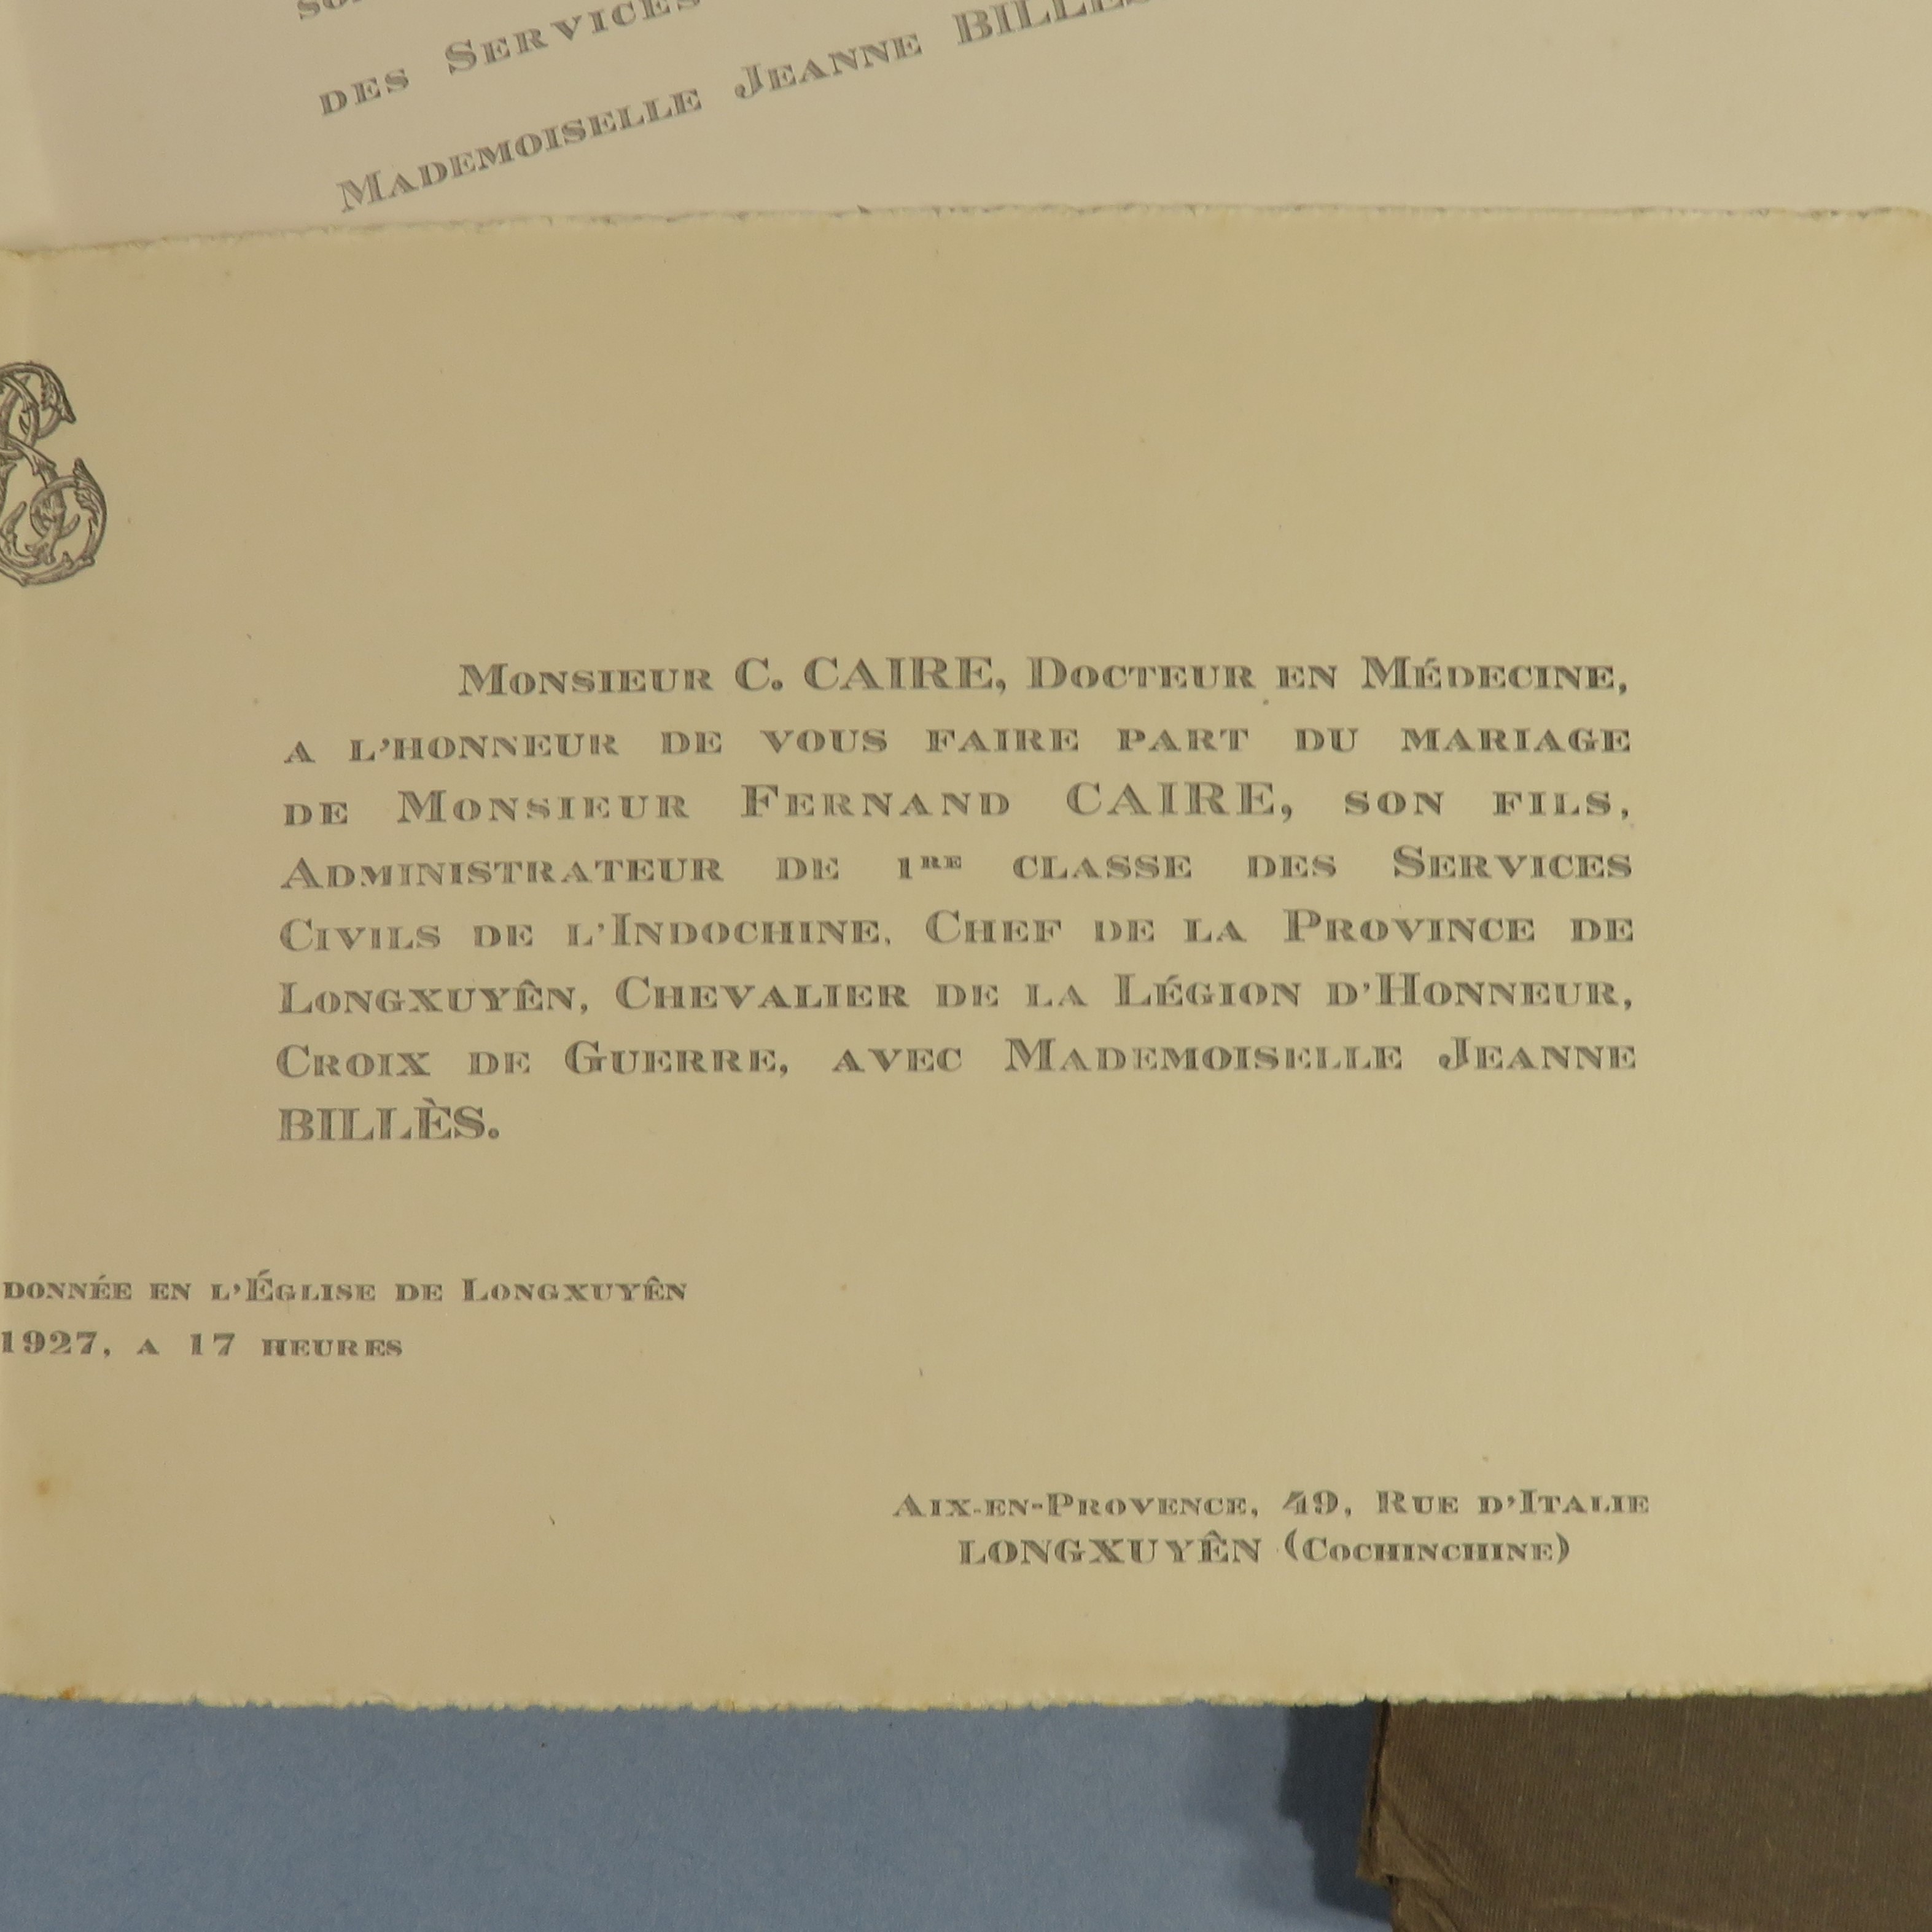 DES SERVICES
MADEMOISELLE JEANNE BILLÈS
MONSIEUR C. CAIRE, DOCTEUR EN MÉDECINE,
A L'HONNEUR DE VOUS FAIRE PART DU MARIAGE
DE MONSIEUR FERNAND CAIRE, SON FILS,
ADMINISTRATEUR DE 1RE CLASSE DES SERVICES
CIVILS DE L'INDOCHINE, CHEF DE LA PROVINCE DE
LONGXUYÊN, CHEVALIER DE LA LÉGION D'HONNEUR,
CROIX DE GUERRE, AVEC MADEMOISELLE JEANNE
BILLÈS.
DONNÉE EN L'ÉGLISE DE LONGXUYÊN
1927, A 17 HEURES
AIX-EN-PROVENCE, 49, RUE D'ITALIE
LONGXUYÊN (COCHINCHINE)